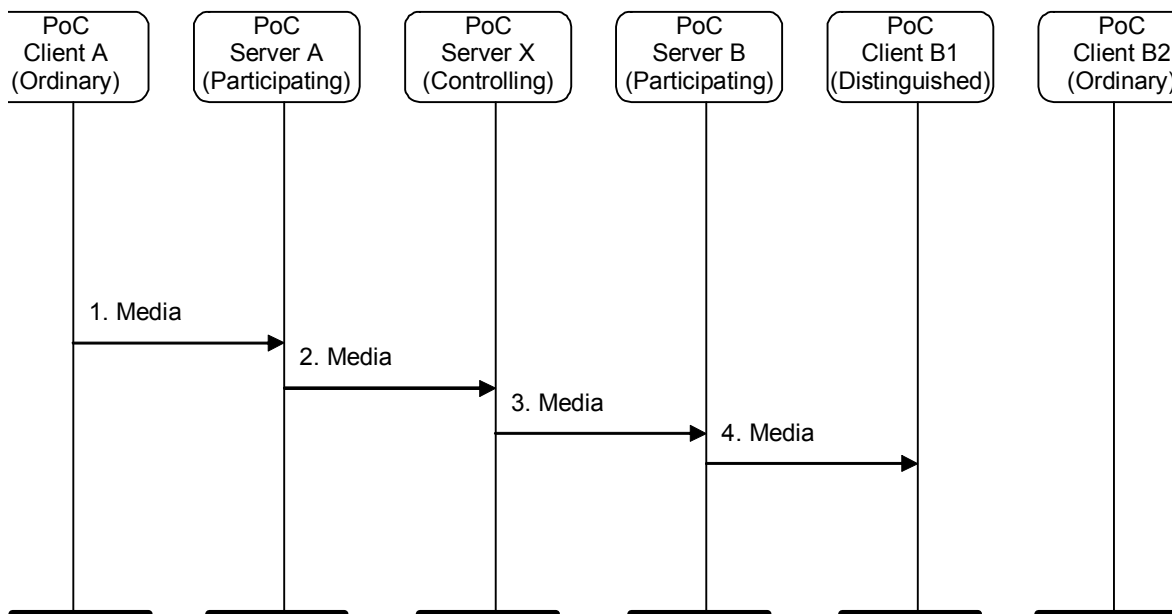 PoC
Client A
(Ordinary)
PoC
Server A
(Participating)
PoC
Server X
(Controlling)
PoC
Server B
(Participating)
PoC
Client B1
(Distinguished)
PoC
Client B2
(Ordinary)
1. Media
2. Media
3. Media
4. Media